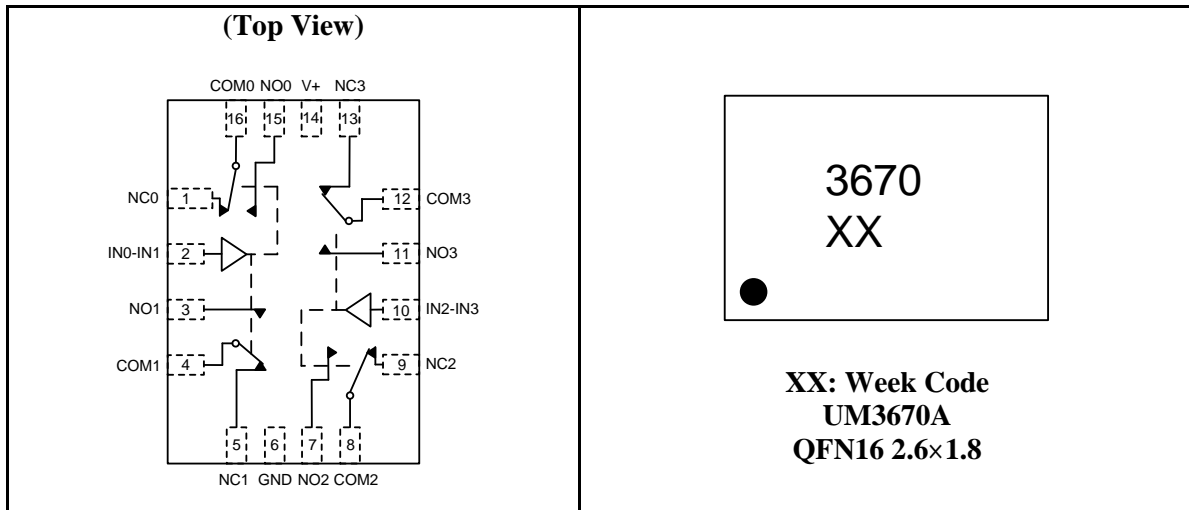 (Top View)
COM0 NO0 V+ NC3
16 15 14 13
NC0 1 12 COM3
IN0-IN1 2 11 NO3
NO1 3 10 IN2-IN3
COM1 4 9 NC2
5 6 7 8
NC1 GND NO2 COM2
3670
XX
XX: Week Code
UM3670A
QFN16 2.6×1.8